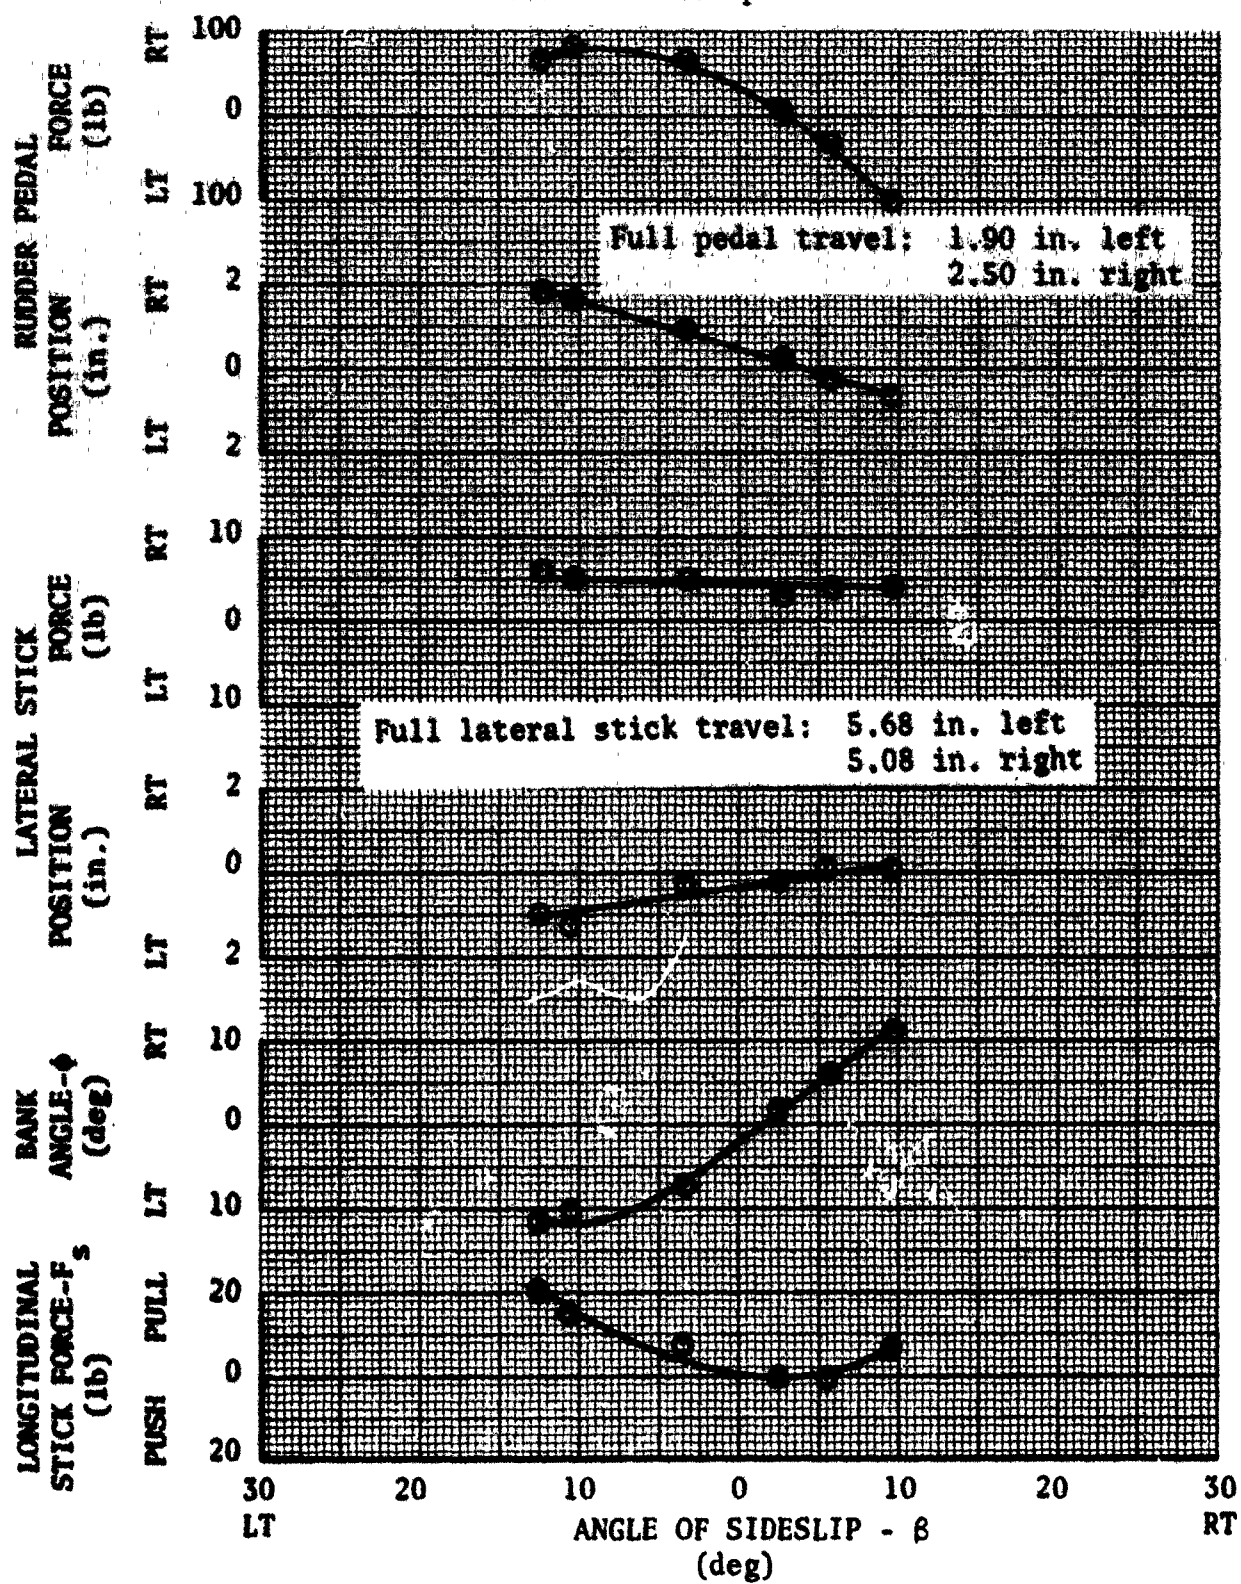 RUDDER PEDAL
FORCE
(lb)
RT
LT
100
0
100
Full pedal travel: 1.90 in. left
2.50 in. right
POSITION
(in.)
RT
LT
2
0
2
LATERAL STICK
FORCE
(lb)
RT
LT
10
0
10
Full lateral stick travel: 5.68 in. left
5.08 in. right
POSITION
(in.)
RT
LT
2
0
2
BANK
ANGLE-ϕ
(deg)
RT
LT
10
0
10
LONGITUDINAL
STICK FORCE-Fs
(lb)
PULL
PUSH
20
0
20
30 20 10 0 10 20 30
LT ANGLE OF SIDESLIP - β RT
(deg)